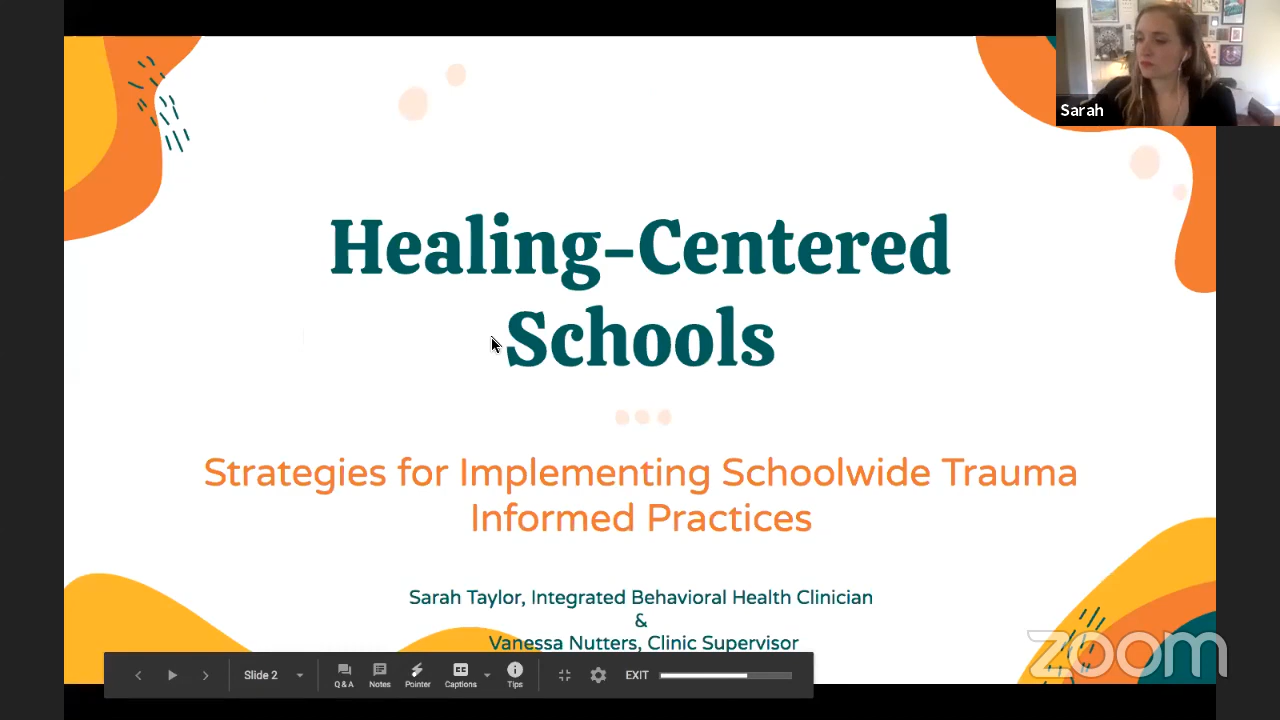 Sarah
Healing-Centered
Schools
Strategies for Implementing Schoolwide Trauma
Informed Practices
Sarah Taylor, Integrated Behavioral Health Clinician
&
Vanessa Nutters, Clinic Supervisor
Slide 2
Q&A
Notes
Pointer
CC
Captions
Tips
EXIT
zoom